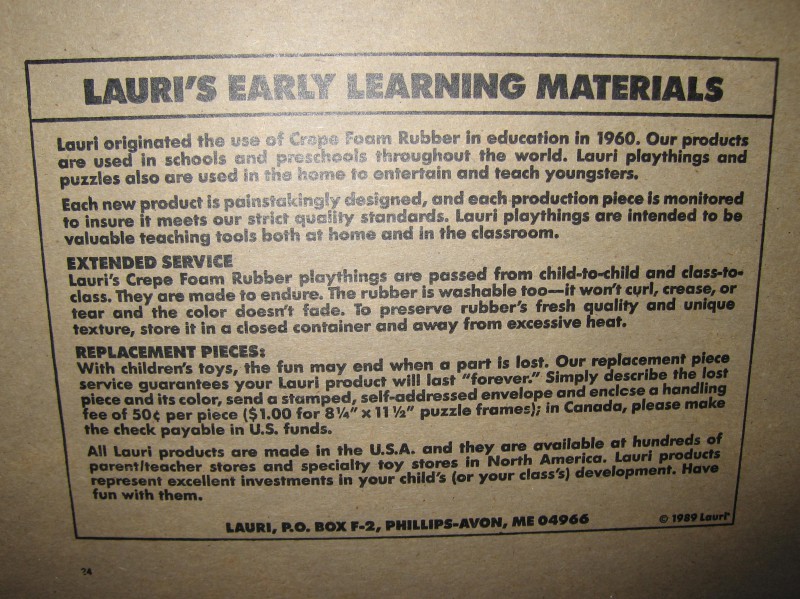 LAURI'S EARLY LEARNING MATERIALS
Lauri originated the use of Crepe Foam Rubber in education in 1960. Our products
are used in schools and preschools throughout the world. Lauri playthings and
puzzles also are used in the home to entertain and teach youngsters.
Each new product is painstakingly designed, and each production piece is monitored
to insure it meets our strict quality standards. Lauri playthings are intended to be
valuable teaching tools both at home and in the classroom.
EXTENDED SERVICE
Lauri's Crepe Foam Rubber playthings are passed from child-to-child and class-to-
class. They are made to endure. The rubber is washable too—it won't curl, crease, or
tear and the color doesn't fade. To preserve rubber's fresh quality and unique
texture, store it in a closed container and away from excessive heat.
REPLACEMENT PIECES:
With children's toys, the fun may end when a part is lost. Our replacement piece
service guarantees your Lauri product will last "forever." Simply describe the lost
piece and its color, send a stamped, self-addressed envelope and enclose a handling
fee of 50¢ per piece ($1.00 for 8¼" x 11½" puzzle frames); in Canada, please make
the check payable in U.S. funds.
All Lauri products are made in the U.S.A. and they are available at hundreds of
parent/teacher stores and specialty toy stores in North America. Lauri products
represent excellent investments in your child's (or your class's) development. Have
fun with them.
LAURI, P.O. BOX F-2, PHILLIPS-AVON, ME 04966
© 1989 Lauri®
24